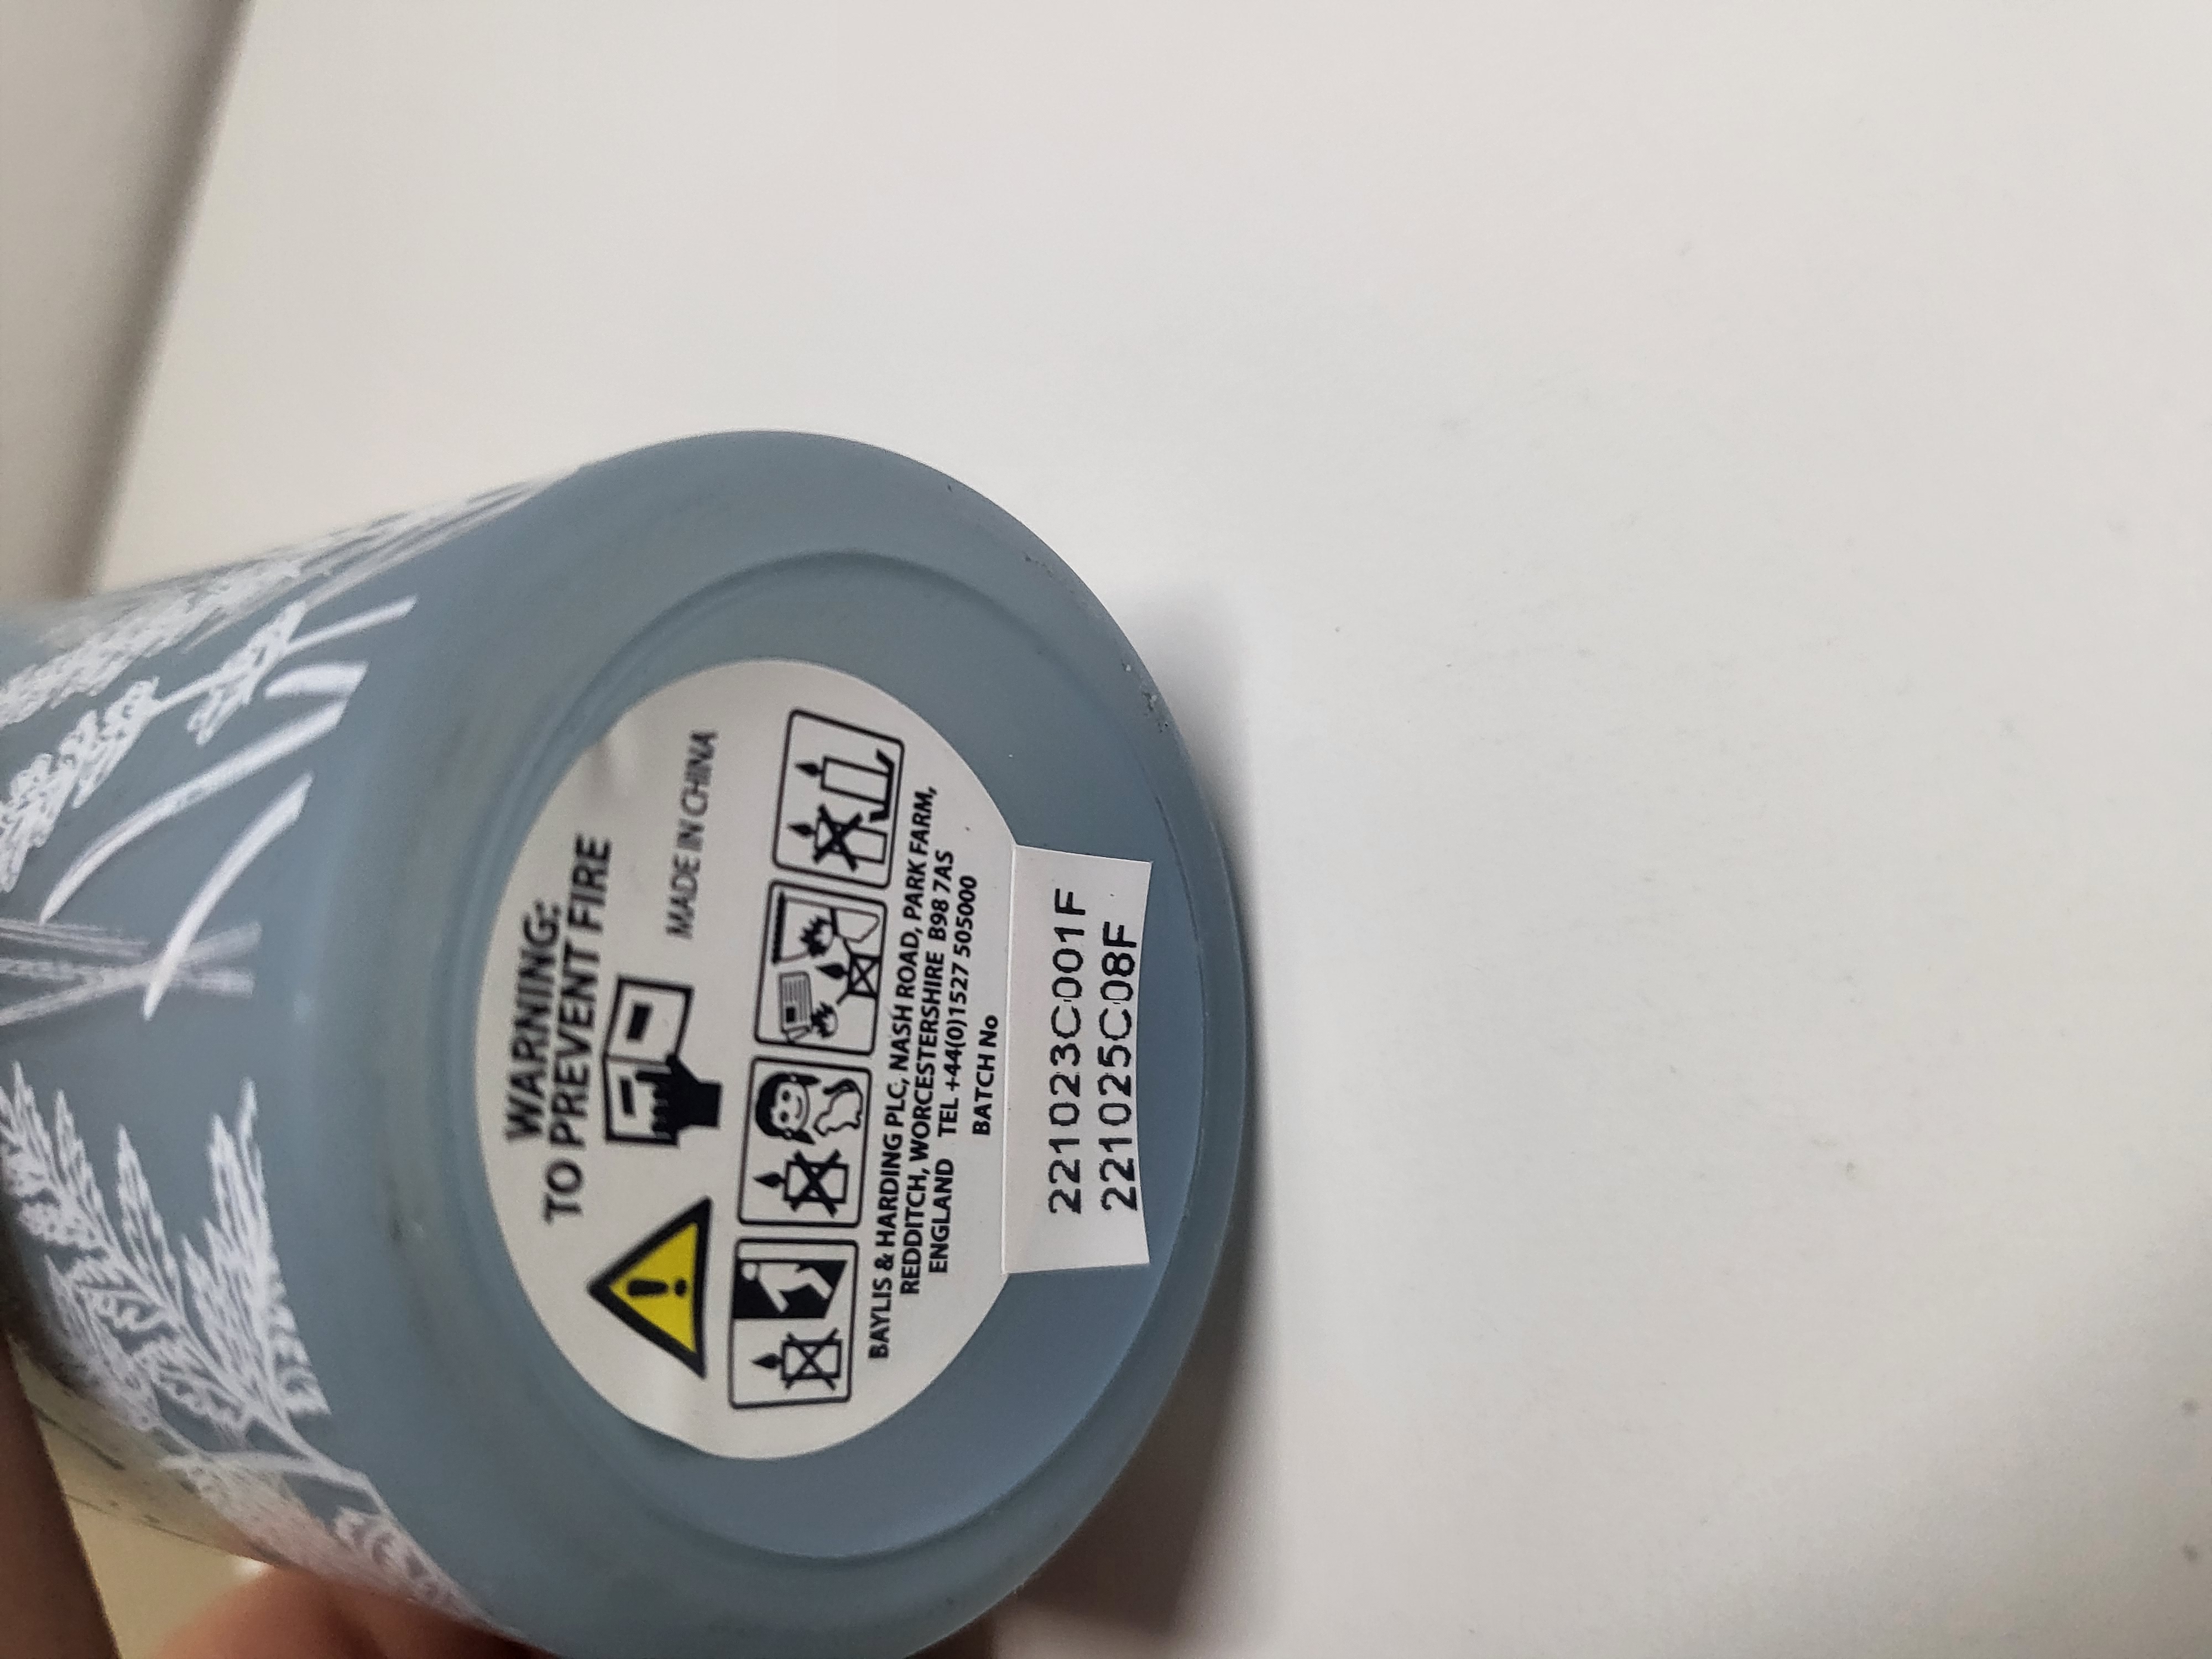 WARNING:
TO PREVENT FIRE
MADE IN CHINA
BAYLIS & HARDING PLC, NASH ROAD, PARK FARM,
REDDITCH, WORCESTERSHIRE B98 7AS
ENGLAND TEL +44(0)1527 505000
BATCH No
221023C001F
221025C08F